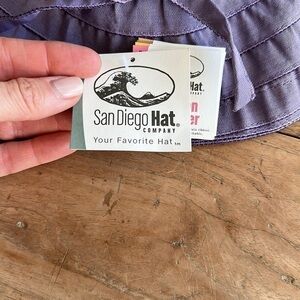 San Diego Hat®
COMPANY
Your Favorite Hat
Hat.